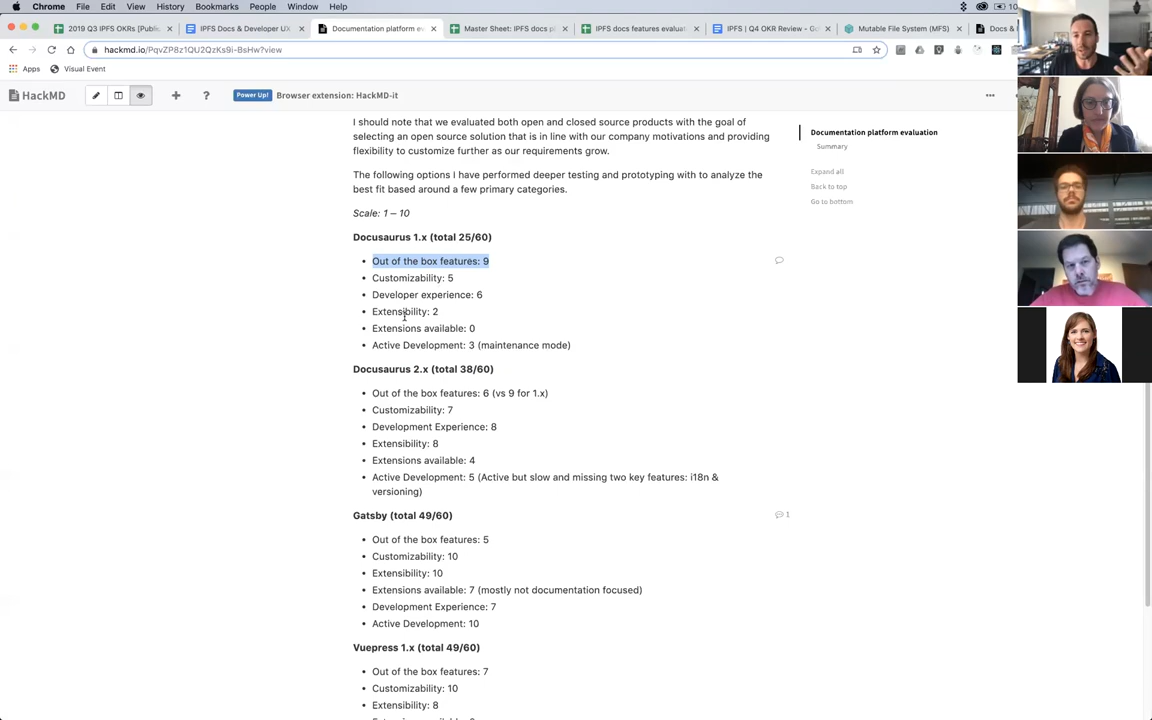 Chrome File Edit View History Bookmarks People Window Help
2019 Q3 IPFS OKRs [Publis
IPFS Docs & Developer UX
Documentation platform ev
Master Sheet: IPFS docs pl
IPFS docs features evaluat
IPFS | Q4 OKR Review - Go
Mutable File System (MFS)
Docs &
hackmd.io/PqvZP8z1QU2QzKs9i-BsHw?view
Apps Visual Event
HackMD
Power Up! Browser extension: HackMD-it
I should note that we evaluated both open and closed source products with the goal of
selecting an open source solution that is in line with our company motivations and providing
flexibility to customize further as our requirements grow.
The following options I have performed deeper testing and prototyping with to analyze the
best fit based around a few primary categories.
Scale: 1 – 10
Docusaurus 1.x (total 25/60)
• Out of the box features: 9
• Customizability: 5
• Developer experience: 6
• Extensibility: 2
• Extensions available: 0
• Active Development: 3 (maintenance mode)
Docusaurus 2.x (total 38/60)
• Out of the box features: 6 (vs 9 for 1.x)
• Customizability: 7
• Development Experience: 8
• Extensibility: 8
• Extensions available: 4
• Active Development: 5 (Active but slow and missing two key features: i18n &
versioning)
Gatsby (total 49/60)
1
• Out of the box features: 5
• Customizability: 10
• Extensibility: 10
• Extensions available: 7 (mostly not documentation focused)
• Development Experience: 7
• Active Development: 10
Vuepress 1.x (total 49/60)
• Out of the box features: 7
• Customizability: 10
• Extensibility: 8
Documentation platform evaluation
Summary
Expand all
Back to top
Go to bottom